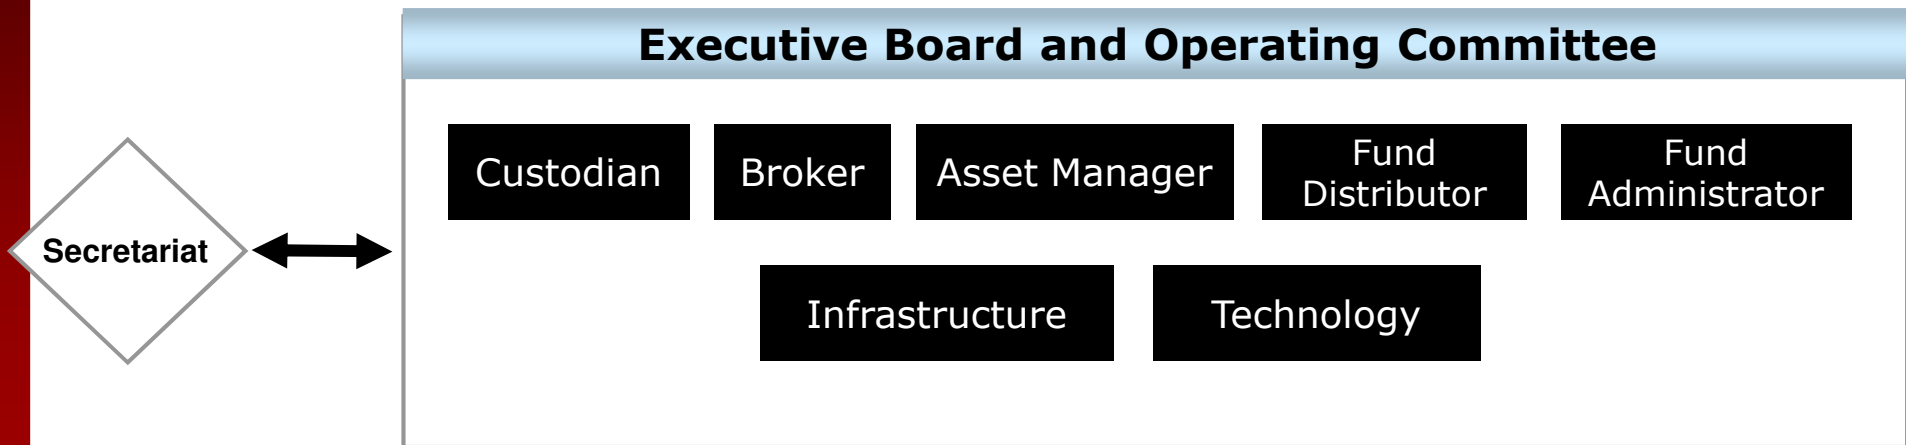 Executive Board and Operating Committee
Custodian
Broker
Asset Manager
Fund
Distributor
Fund
Administrator
Secretariat
Infrastructure
Technology